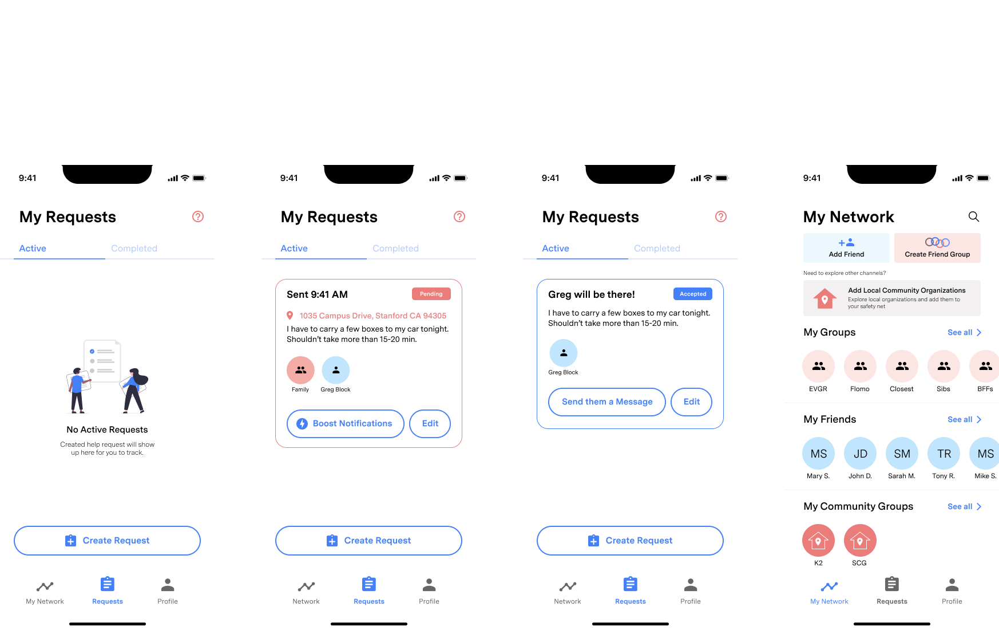 9:41
My Requests
Active
Completed
No Active Requests
Created help request will show
up here for you to track.
Create Request
My Network
Requests
Profile
9:41
My Requests
Active
Completed
Sent 9:41 AM
Pending
1035 Campus Drive, Stanford CA 94305
I have to carry a few boxes to my car tonight.
Shouldn’t take more than 15-20 min.
Family
Greg Block
Boost Notifications
Edit
Create Request
Network
Requests
Profile
9:41
My Requests
Active
Completed
Greg will be there!
Accepted
I have to carry a few boxes to my car tonight.
Shouldn’t take more than 15-20 min.
Greg Block
Send them a Message
Edit
Create Request
Network
Requests
Profile
9:41
My Network
Add Friend
Create Friend Group
Need to explore other channels?
Add Local Community Organizations
Explore local organizations and add them to
your safety net
My Groups
See all
EVGR
Flomo
Closest
Sibs
BFFs
My Friends
See all
MS
JD
SM
TR
MS
Mary S.
John D.
Sarah M.
Tony R.
Mike S.
My Community Groups
See all
K2
SCG
My Network
Requests
Profile